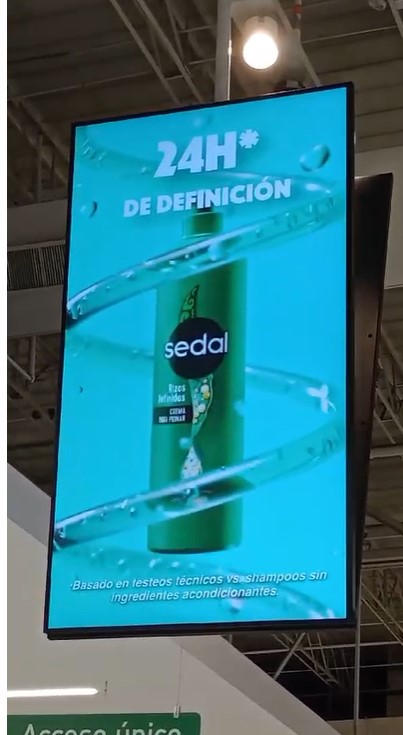 24H*
DE DEFINICIÓN
sedal
Rizos
Infinidos
CREMA
PARA PEINAR
*Basado en testeos técnicos vs. shampoos sin
ingredientes acondicionantes.
Acceso único